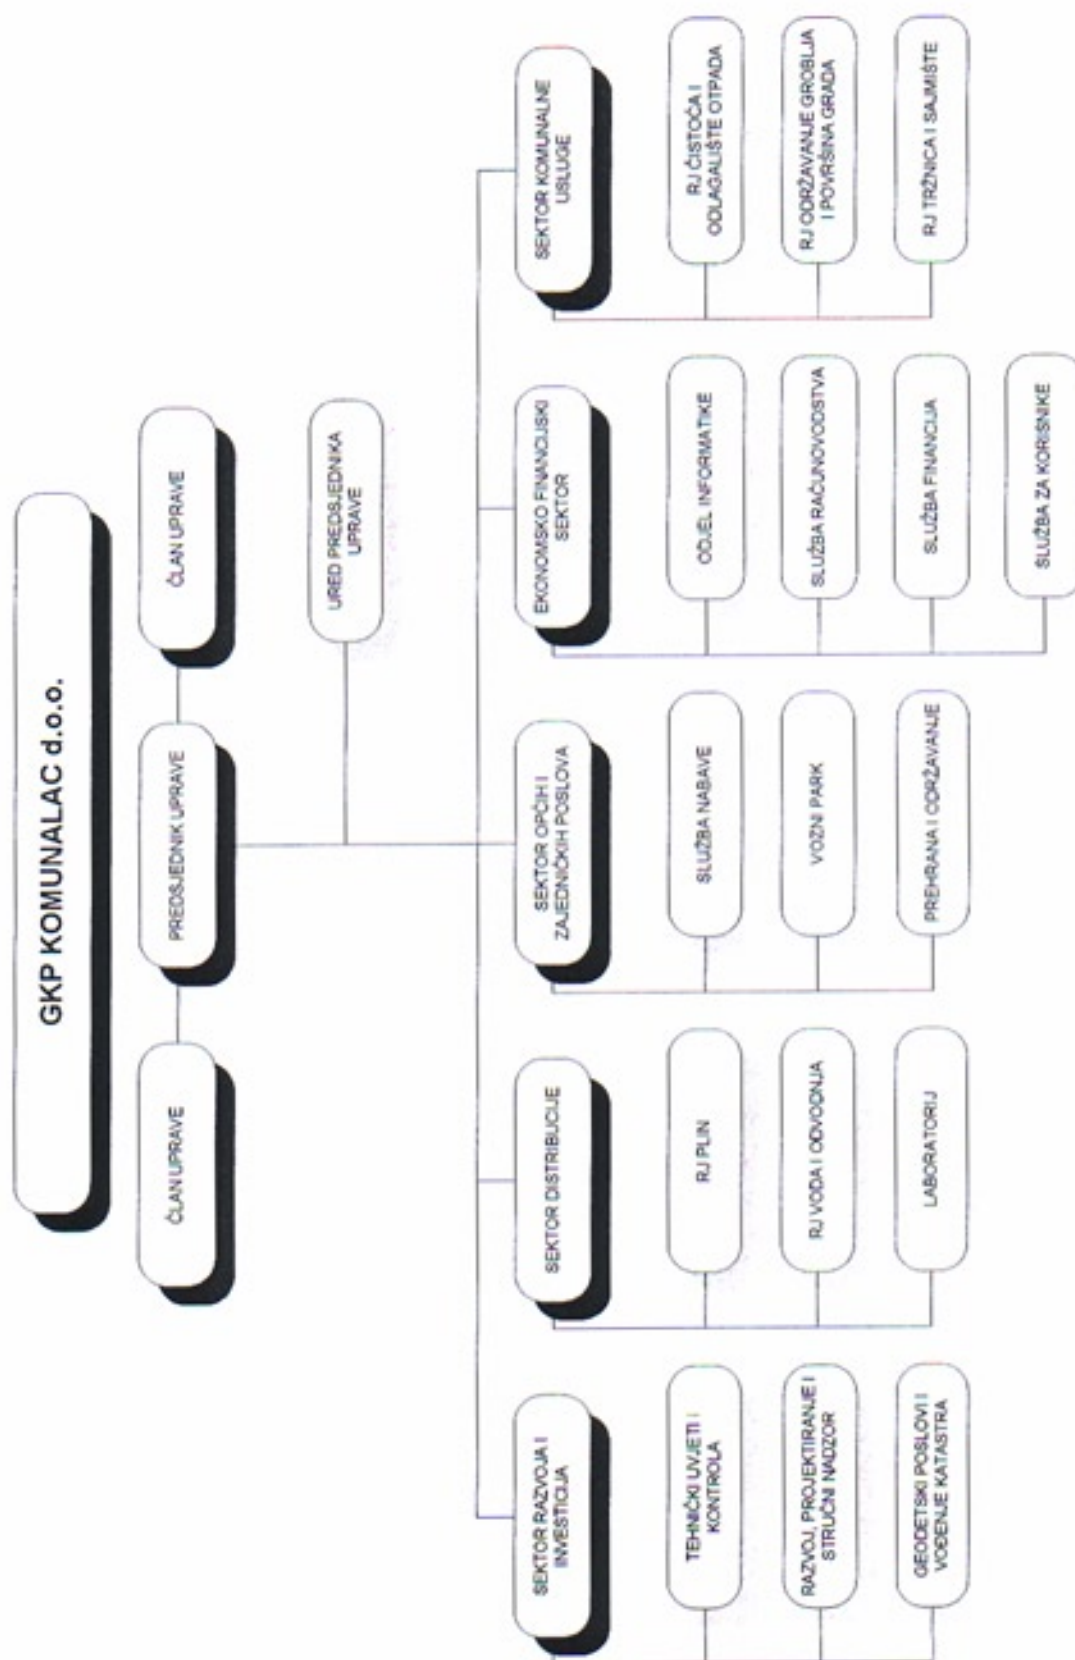 GKP KOMUNALAC d.o.o.
ČLAN UPRAVE
PREDSJEDNIK UPRAVE
ČLAN UPRAVE
URED PREDSJEDNIKA
UPRAVE
SEKTOR RAZVOJA I
INVESTICIJA
TEHNIČKI UVJETI I
KONTROLA
RAZVOJ, PROJEKTIRANJE I
STRUČNI NADZOR
GEODETSKI POSLOVI I
VOĐENJE KATASTRA
SEKTOR DISTRIBUCIJE
RJ PLIN
RJ VODA I ODVODNJA
LABORATORIJ
SEKTOR OPĆIH I
ZAJEDNIČKIH POSLOVA
SLUŽBA NABAVE
VOZNI PARK
PREHRANA I ODRŽAVANJE
EKONOMSKO FINANCIJSKI
SEKTOR
ODJEL INFORMATIKE
SLUŽBA RAČUNOVODSTVA
SLUŽBA FINANCIJA
SLUŽBA ZA KORISNIKE
SEKTOR KOMUNALNE
USLUGE
RJ ČISTOĆA I
ODLAGALIŠTE OTPADA
RJ ODRŽAVANJE GROBLJA
I POVRŠINA GRADA
RJ TRŽNICA I SAJMIŠTE